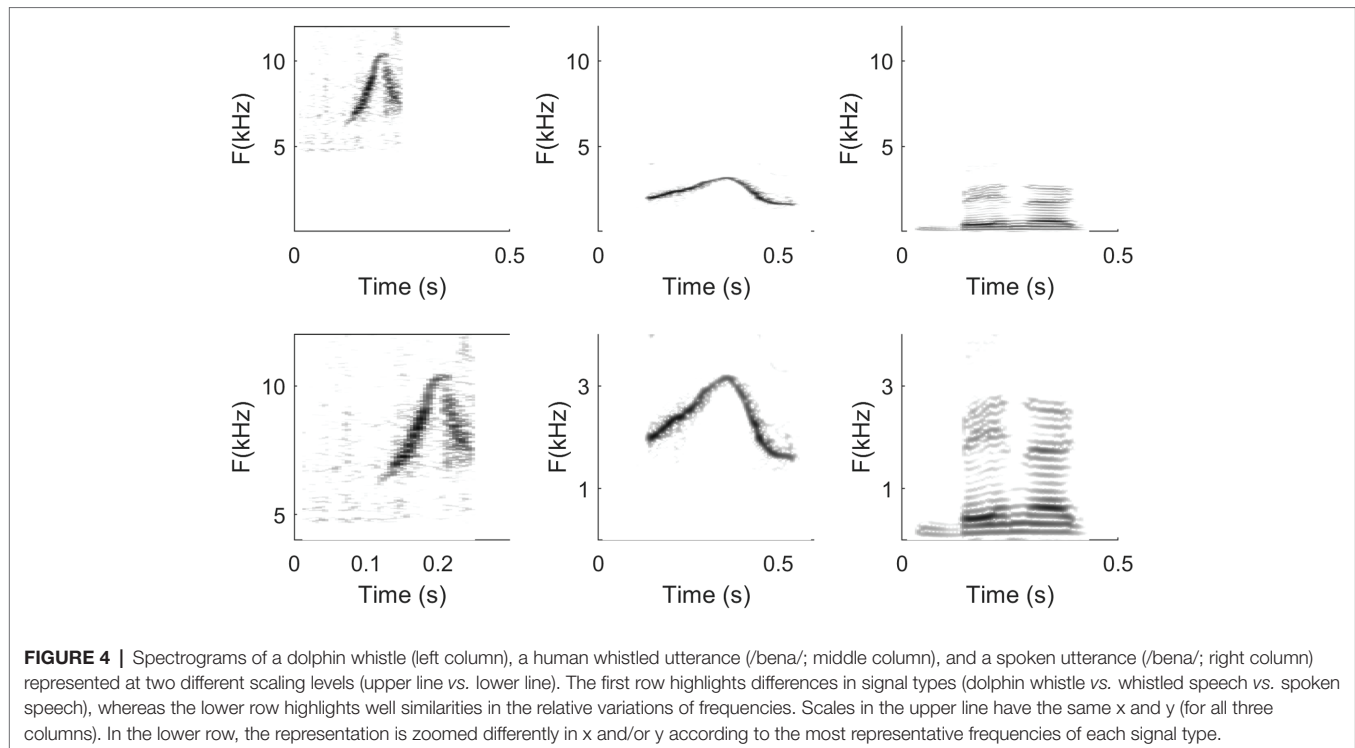 F(kHz)
10
5
0
0.5
Time (s)
F(kHz)
10
5
0
0.5
Time (s)
F(kHz)
10
5
0
0.5
Time (s)
F(kHz)
10
5
0
0.1
0.2
Time (s)
F(kHz)
3
1
0
0.5
Time (s)
F(kHz)
3
1
0
0.5
Time (s)
FIGURE 4 | Spectrograms of a dolphin whistle (left column), a human whistled utterance (/bena/; middle column), and a spoken utterance (/bena/; right column)
represented at two different scaling levels (upper line vs. lower line). The first row highlights differences in signal types (dolphin whistle vs. whistled speech vs. spoken
speech), whereas the lower row highlights well similarities in the relative variations of frequencies. Scales in the upper line have the same x and y (for all three
columns). In the lower row, the representation is zoomed differently in x and/or y according to the most representative frequencies of each signal type.